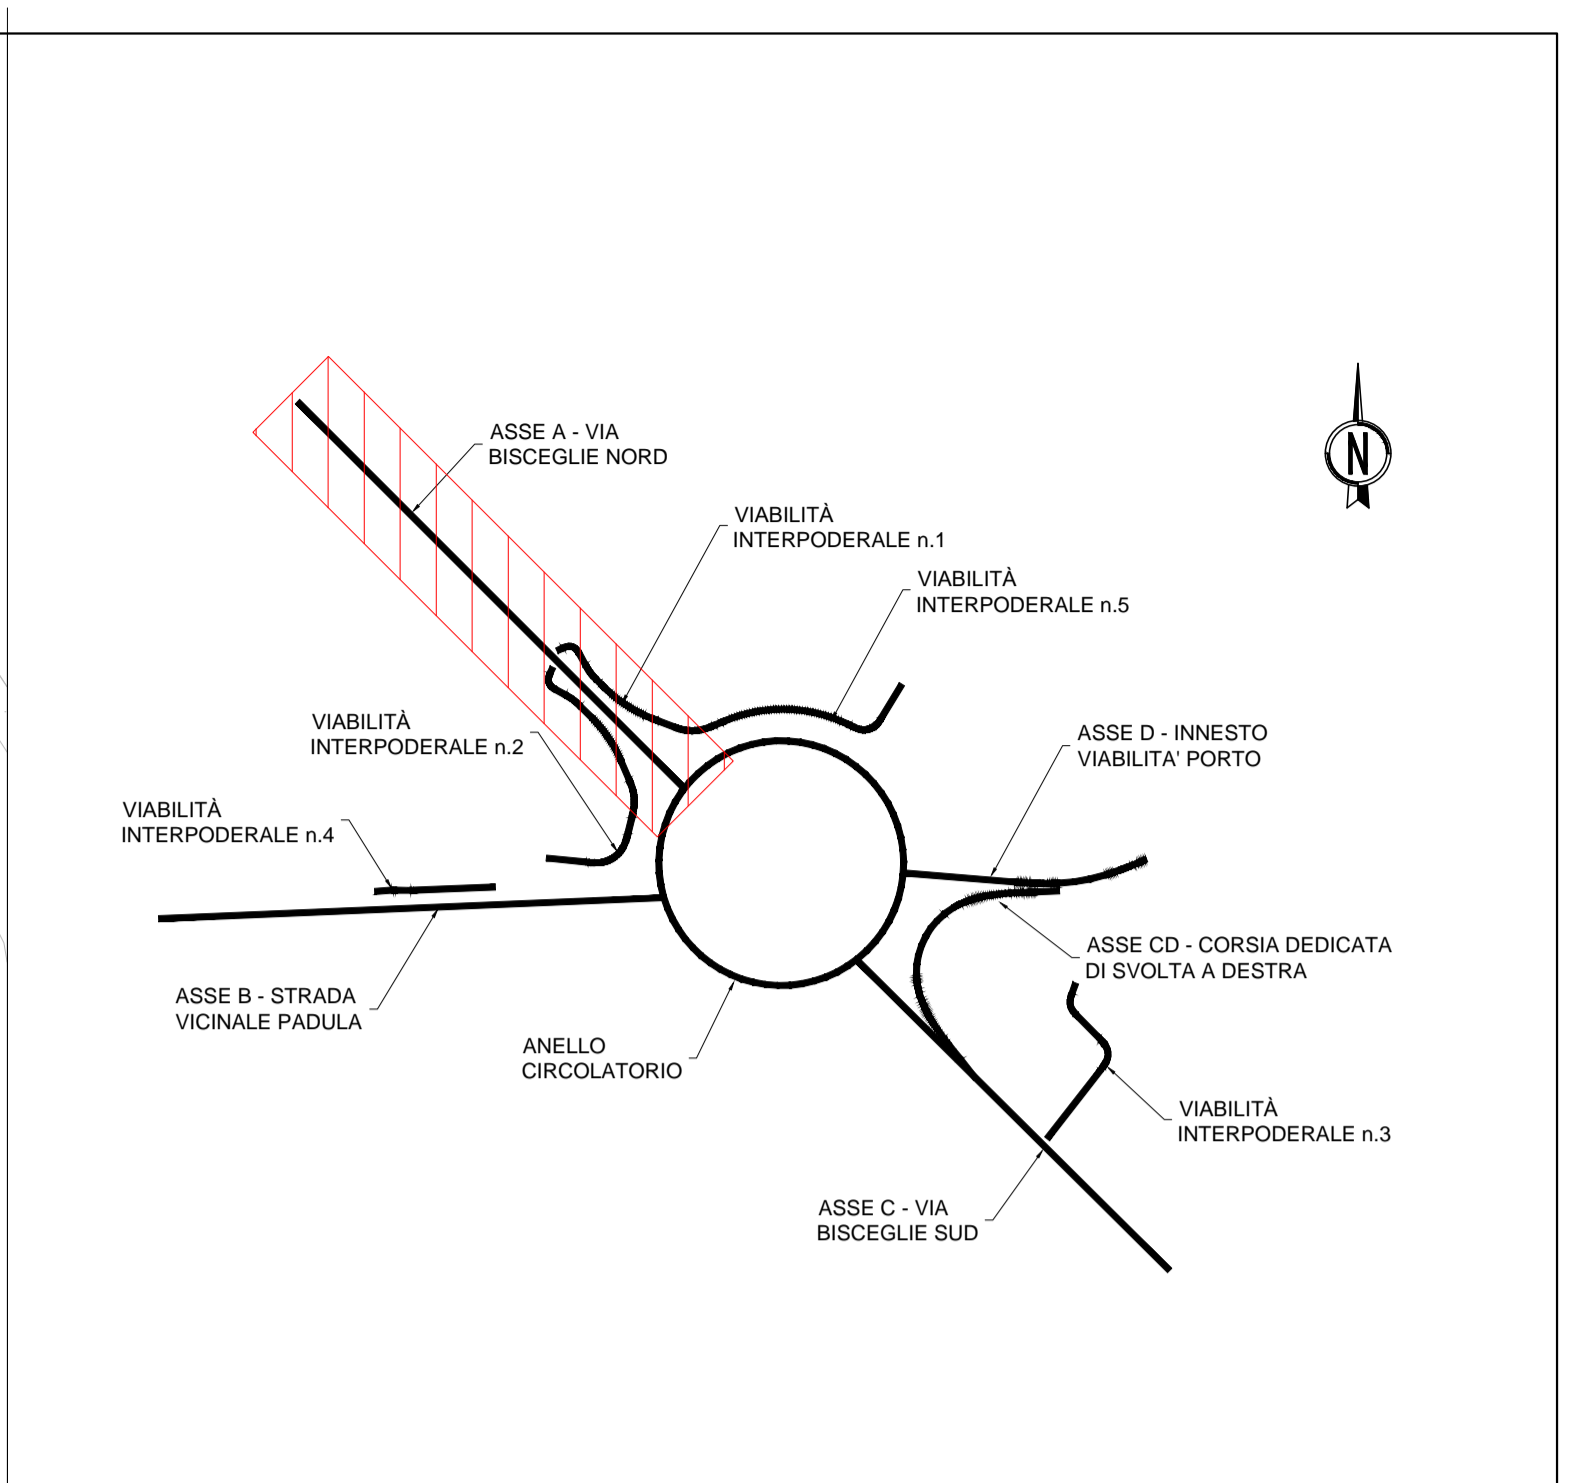 ASSE A - VIA
BISCEGLIE NORD
VIABILITÀ
INTERPODERALE n.1
VIABILITÀ
INTERPODERALE n.5
N
VIABILITÀ
INTERPODERALE n.2
ASSE D - INNESTO
VIABILITA' PORTO
VIABILITÀ
INTERPODERALE n.4
ASSE CD - CORSIA DEDICATA
DI SVOLTA A DESTRA
ASSE B - STRADA
VICINALE PADULA
ANELLO
CIRCOLATORIO
VIABILITÀ
INTERPODERALE n.3
ASSE C - VIA
BISCEGLIE SUD